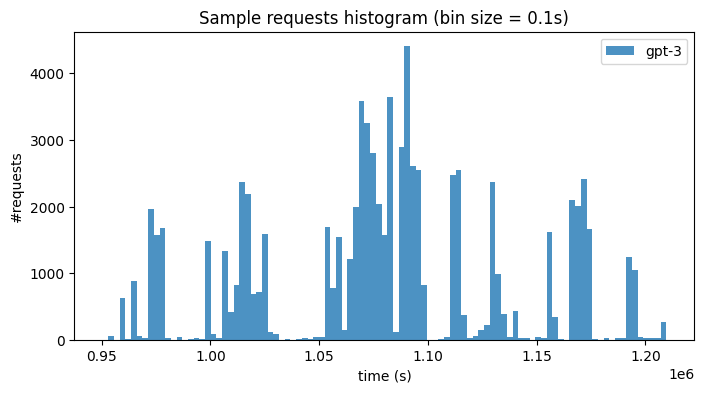 Sample requests histogram (bin size = 0.1s)
gpt-3
4000
3000
2000
1000
0
#requests
0.95 1.00 1.05 1.10 1.15 1.20
1e6
time (s)